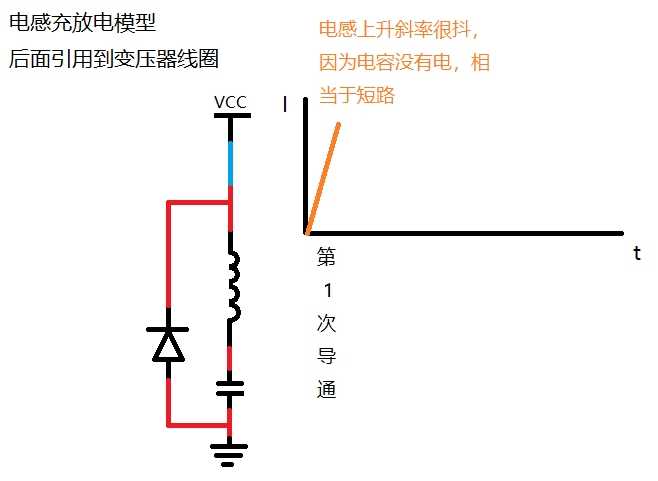 电感充放电模型
后面引用到变压器线圈
电感上升斜率很抖，
因为电容没有电，相
当于短路
VCC
I
t
第
1
次
导
通